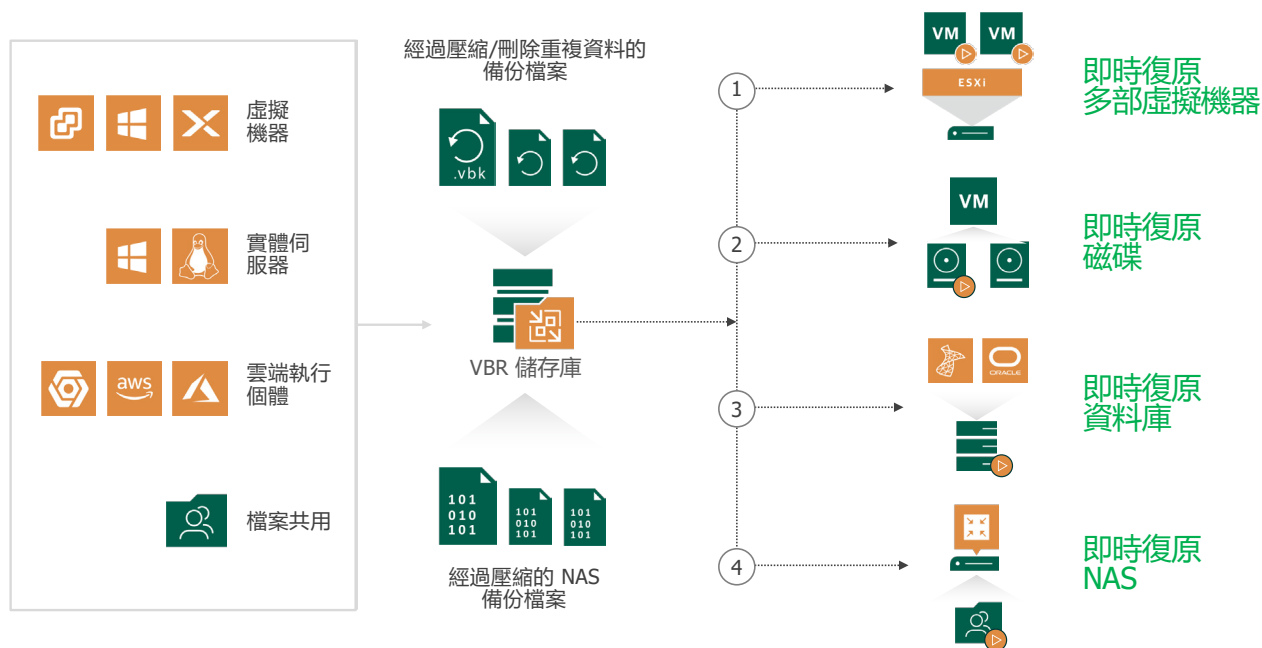 虛擬
機器
實體伺
服器
aws
雲端執行
個體
檔案共用
經過壓縮/刪除重複資料的
備份檔案
.vbk
VBR 儲存庫
101
010
101
101
010
101
101
010
101
經過壓縮的 NAS
備份檔案
1
VM
VM
ESXi
即時復原
多部虛擬機器
2
VM
即時復原
磁碟
3
ORACLE
即時復原
資料庫
4
即時復原
NAS